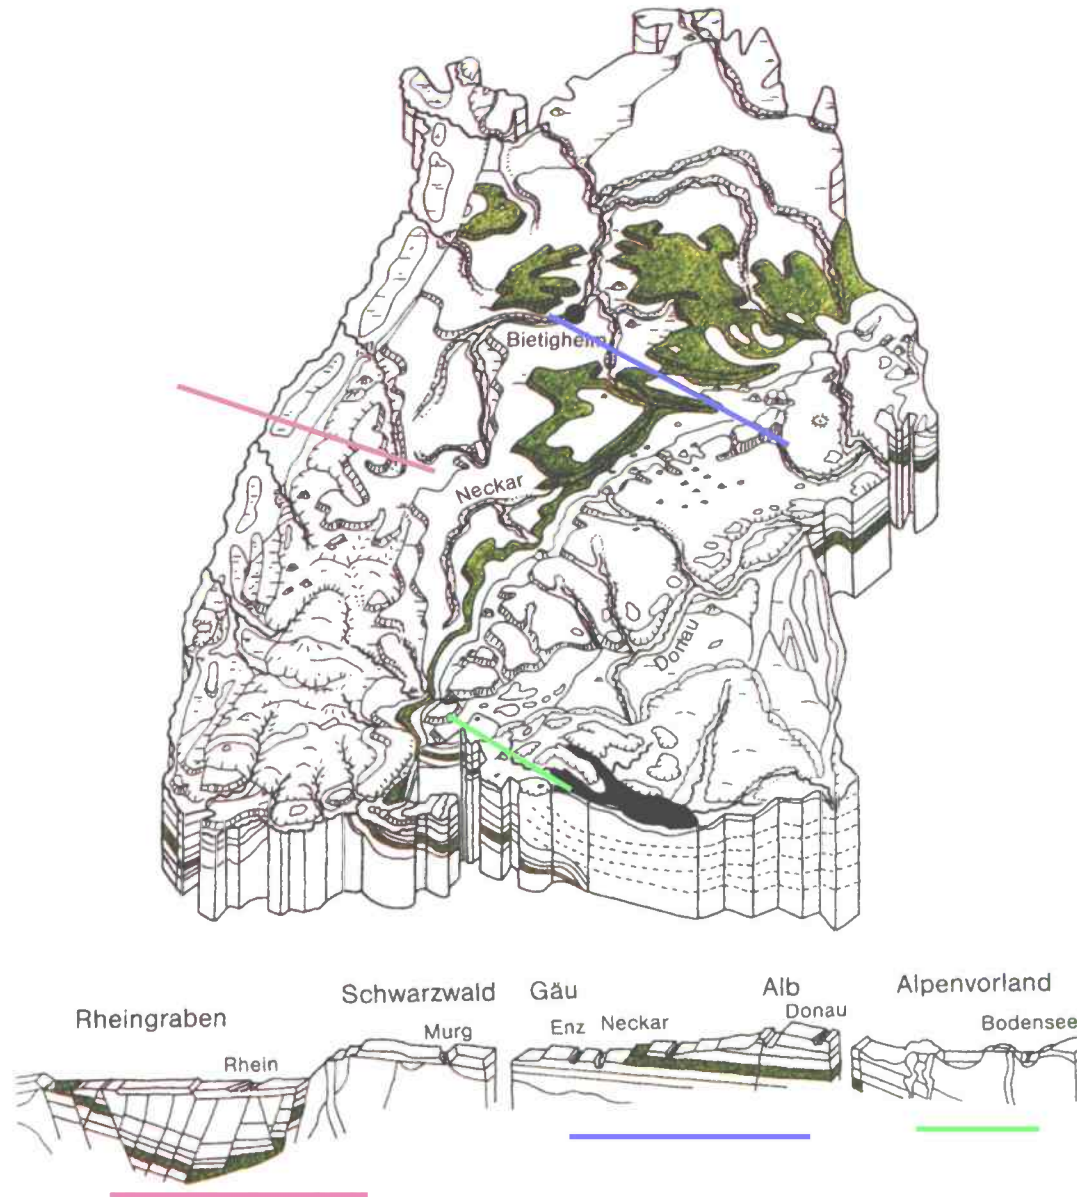 Bietigheim
Neckar
Donau
Schwarzwald Gäu Alb Alpenvorland
Rheingraben
Murg Enz Neckar Donau Bodensee
Rhein